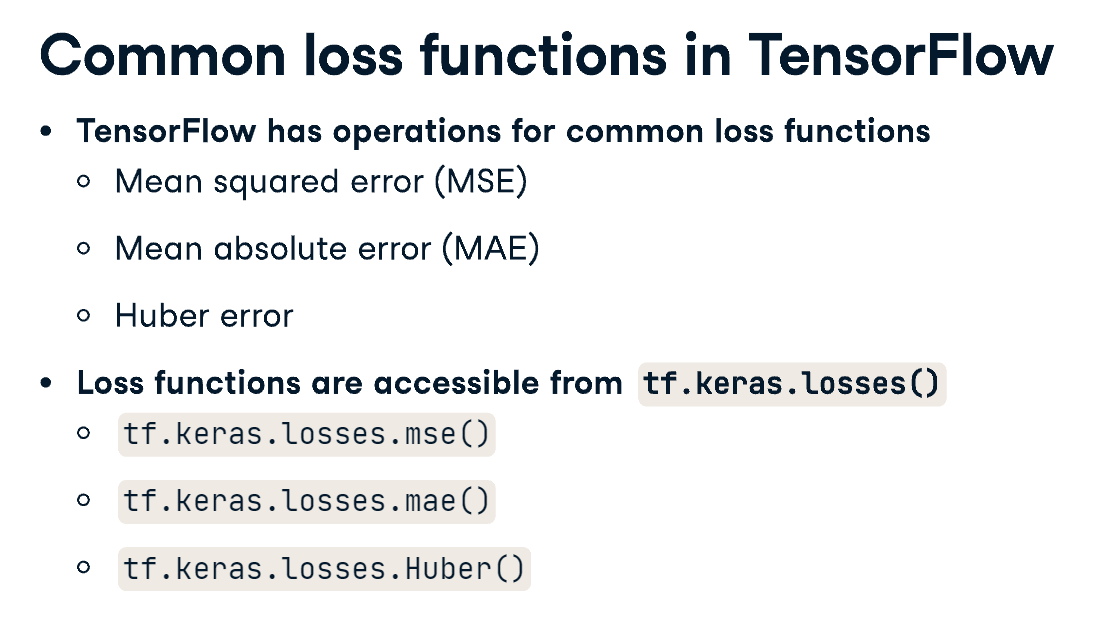 Common loss functions in TensorFlow
• TensorFlow has operations for common loss functions
○ Mean squared error (MSE)
○ Mean absolute error (MAE)
○ Huber error
• Loss functions are accessible from tf.keras.losses()
○ tf.keras.losses.mse()
○ tf.keras.losses.mae()
○ tf.keras.losses.Huber()